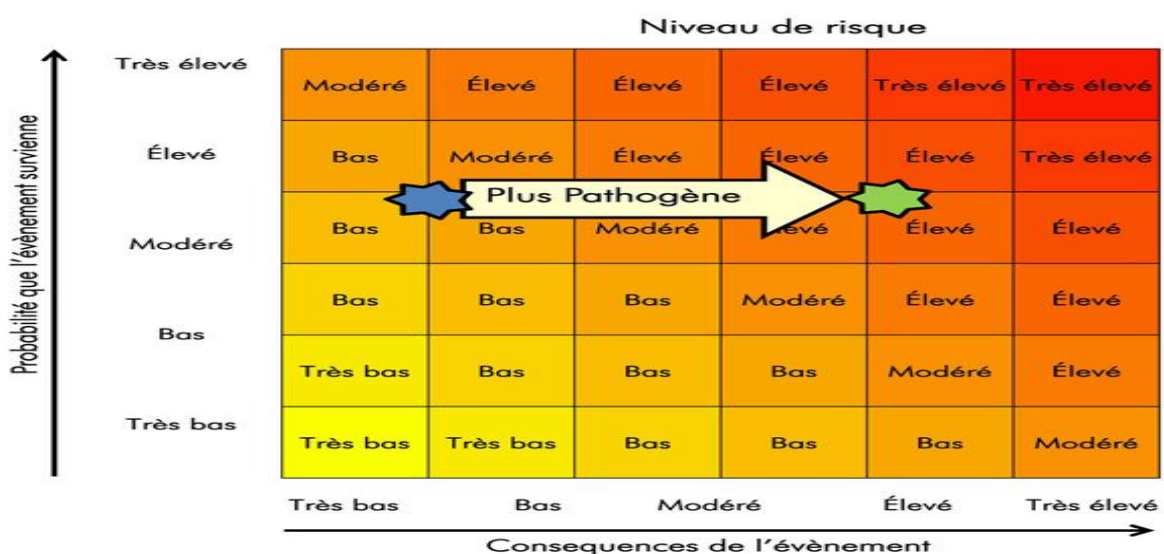 Niveau de risque
Très élevé
Modéré Élevé Élevé Élevé Très élevé Très élevé
Élevé
Bas Modéré Élevé Élevé Élevé Très élevé
Plus Pathogène
Modéré
Bas Bas Modéré Élevé Élevé Élevé
Bas Bas Bas Modéré Élevé Élevé
Bas
Très bas Bas Bas Bas Modéré Élevé
Très bas
Très bas Très bas Bas Bas Bas Modéré
Très bas Bas Modéré Élevé Très élevé
Consequences de l'évènement
Probabilité que l'évènement survienne